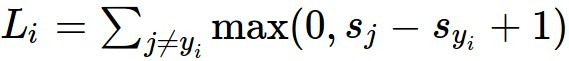 $L_i = \sum_{j \neq y_i} \max(0, s_j - s_{y_i} + 1)$